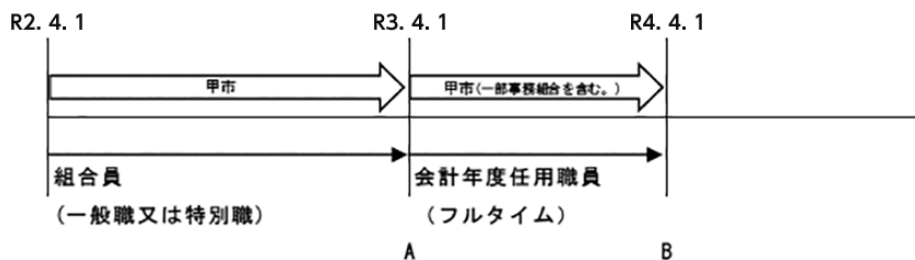 R2. 4. 1
R3. 4. 1
R4. 4. 1
甲市
甲市(一部事務組合を含む。)
組合員
(一般職又は特別職)
会計年度任用職員
(フルタイム)
A
B